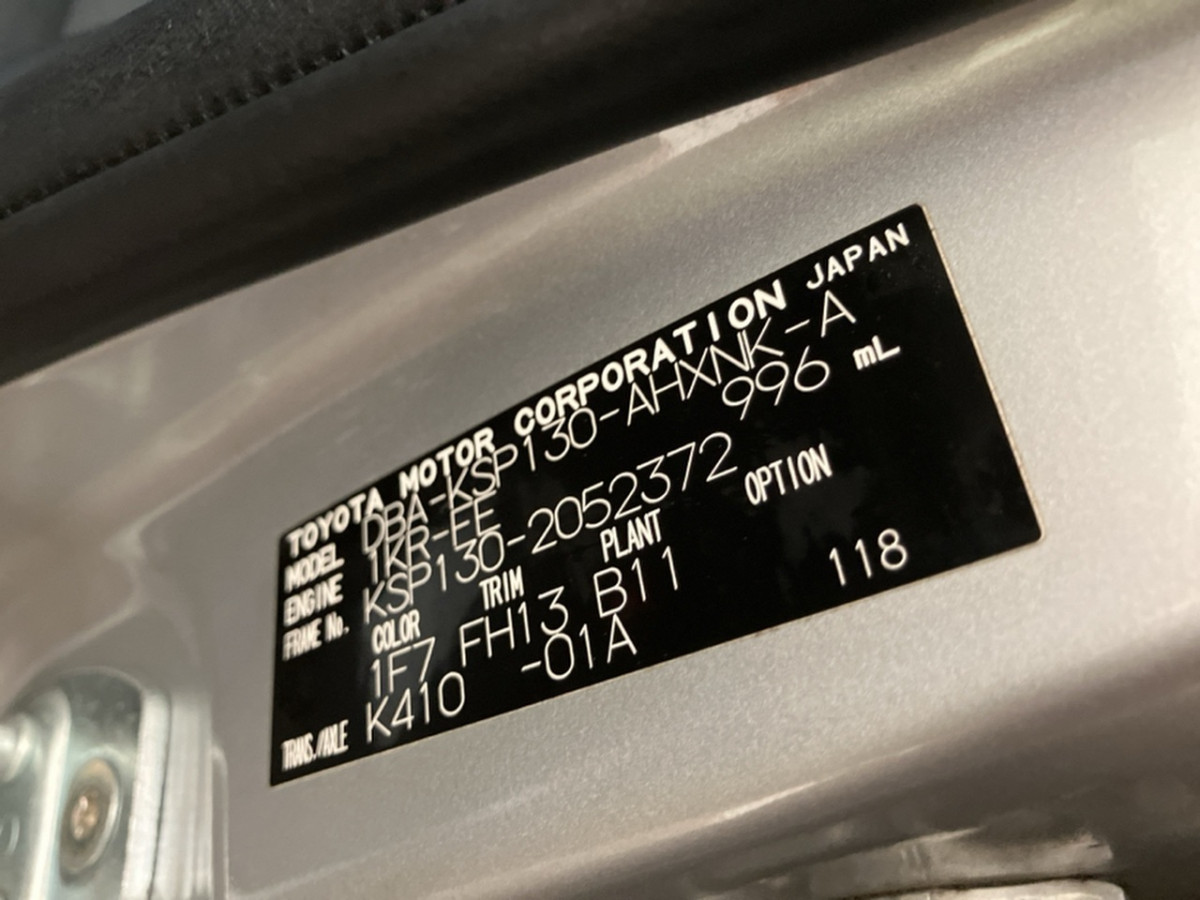 TOYOTA MOTOR CORPORATION JAPAN
MODEL DBA-KSP130-AHXNK-A
ENGINE 1KR-FE 996 mL
FRAME No. KSP130-2052372
COLOR TRIM PLANT OPTION
1F7 FH13 B11 118
TRANS./AXLE K410 -01A